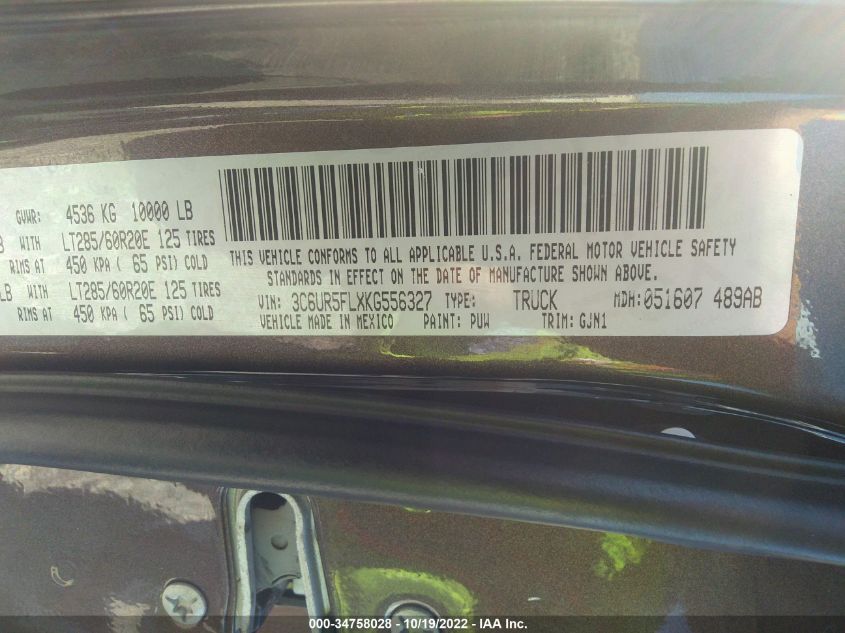 GVWR: 4536 KG 10000 LB
B WITH LT285/60R20E 125 TIRES
RIMS AT 450 KPA ( 65 PSI) COLD
LB WITH LT285/60R20E 125 TIRES
RIMS AT 450 KPA ( 65 PSI) COLD
THIS VEHICLE CONFORMS TO ALL APPLICABLE U.S.A. FEDERAL MOTOR VEHICLE SAFETY
STANDARDS IN EFFECT ON THE DATE OF MANUFACTURE SHOWN ABOVE.
VIN: 3C6UR5FLXKG556327 TYPE: TRUCK MDH:051607 489AB
VEHICLE MADE IN MEXICO PAINT: PUW TRIM: GJN1
000-34758028 - 10/19/2022 - IAA Inc.